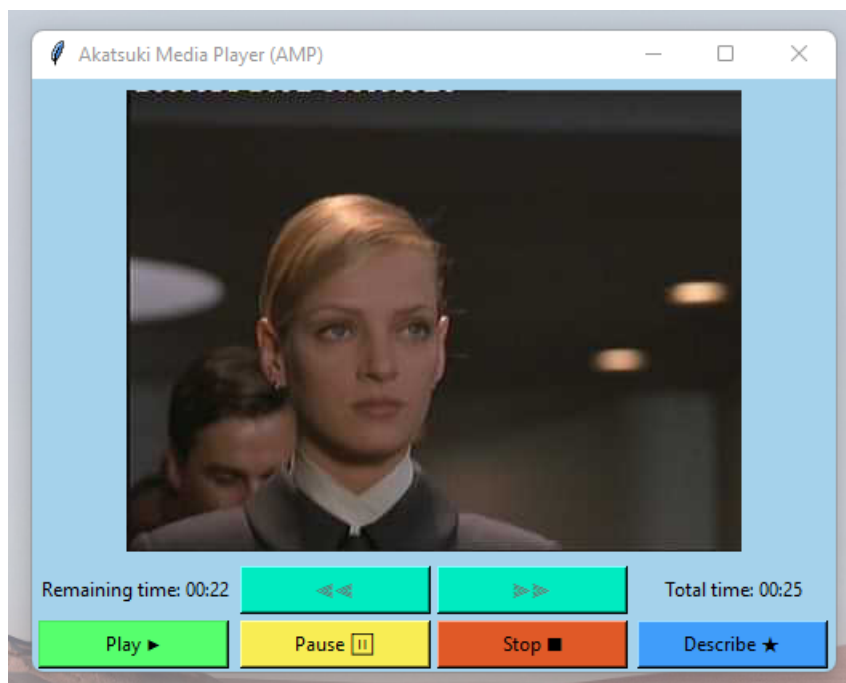 Akatsuki Media Player (AMP)
Remaining time: 00:22
Total time: 00:25
Play ►
Pause ⏸
Stop ■
Describe ★